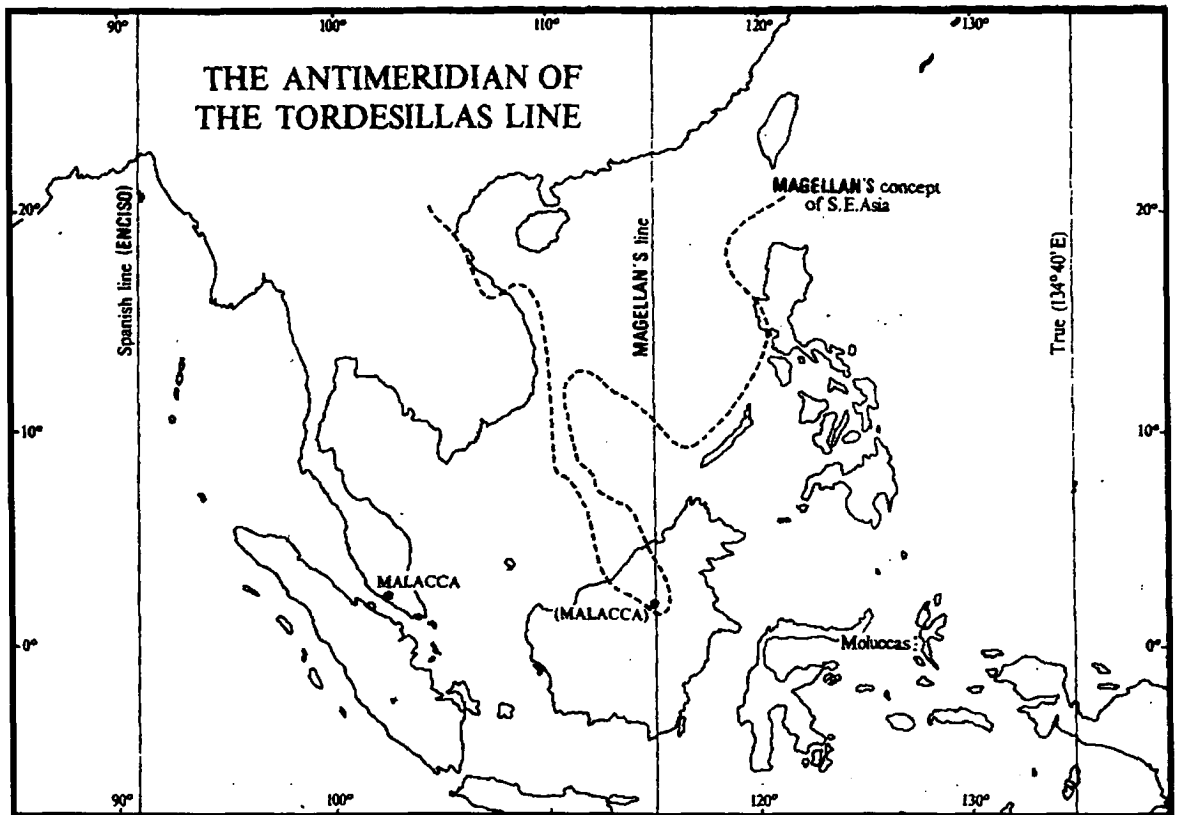 90°
100°
110°
120°
130°
THE ANTIMERIDIAN OF
THE TORDESILLAS LINE
MAGELLAN'S concept
of S.E.Asia
20°
20°
Spanish line (ENCISO)
MAGELLAN'S line
True (134°40'E)
10°
10°
MALACCA
(MALACCA)
Moluccas
0°
0°
90°
100°
120°
130°